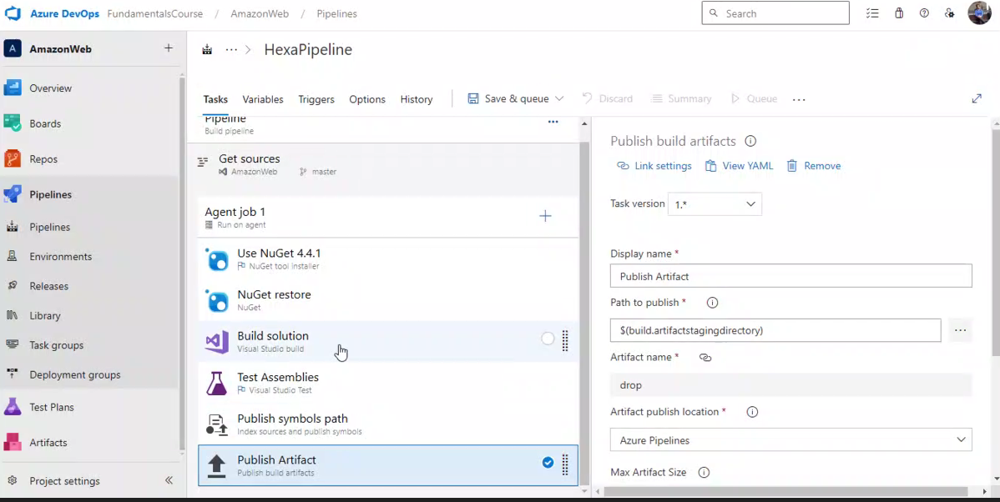 Azure DevOps FundamentalsCourse / AmazonWeb / Pipelines
Search
A AmazonWeb +
Overview
Boards
Repos
Pipelines
Pipelines
Environments
Releases
Library
Task groups
Deployment groups
Test Plans
Artifacts
Project settings
··· > HexaPipeline
Tasks Variables Triggers Options History
Save & queue Discard Summary Queue ···
Pipeline ···
Build pipeline
Get sources
AmazonWeb master
Agent job 1
Run on agent
Use NuGet 4.4.1
NuGet tool installer
NuGet restore
NuGet
Build solution
Visual Studio build
Test Assemblies
Visual Studio Test
Publish symbols path
Index sources and publish symbols
Publish Artifact
Publish build artifacts
Publish build artifacts
Link settings View YAML Remove
Task version 1.*
Display name *
Publish Artifact
Path to publish *
$(build.artifactstagingdirectory) ···
Artifact name *
drop
Artifact publish location *
Azure Pipelines
Max Artifact Size